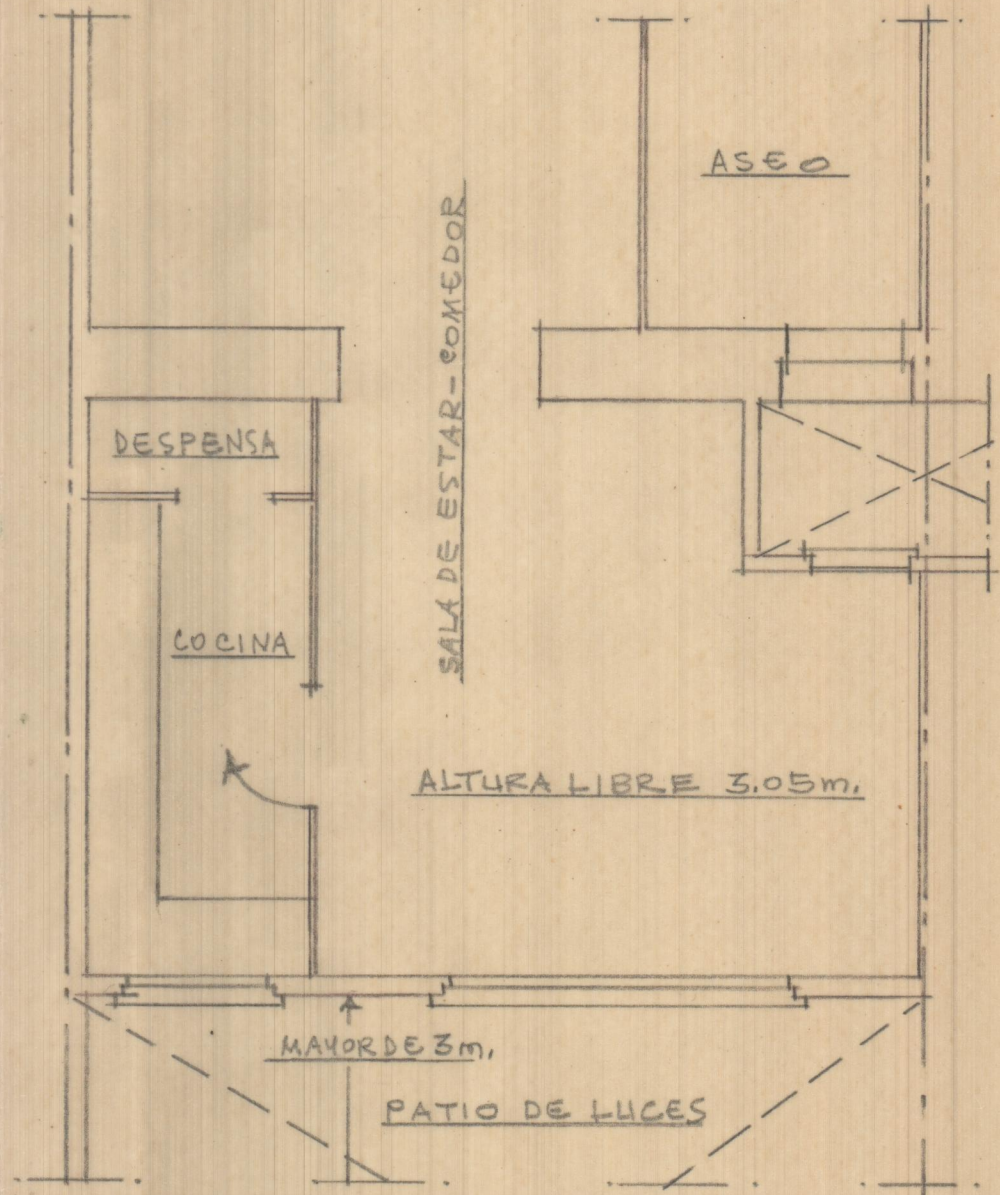 ASEO
SALA DE ESTAR-COMEDOR
DESPENSA
COCINA
ALTURA LIBRE 3.05m.
MAYOR DE 3m.
PATIO DE LUCES